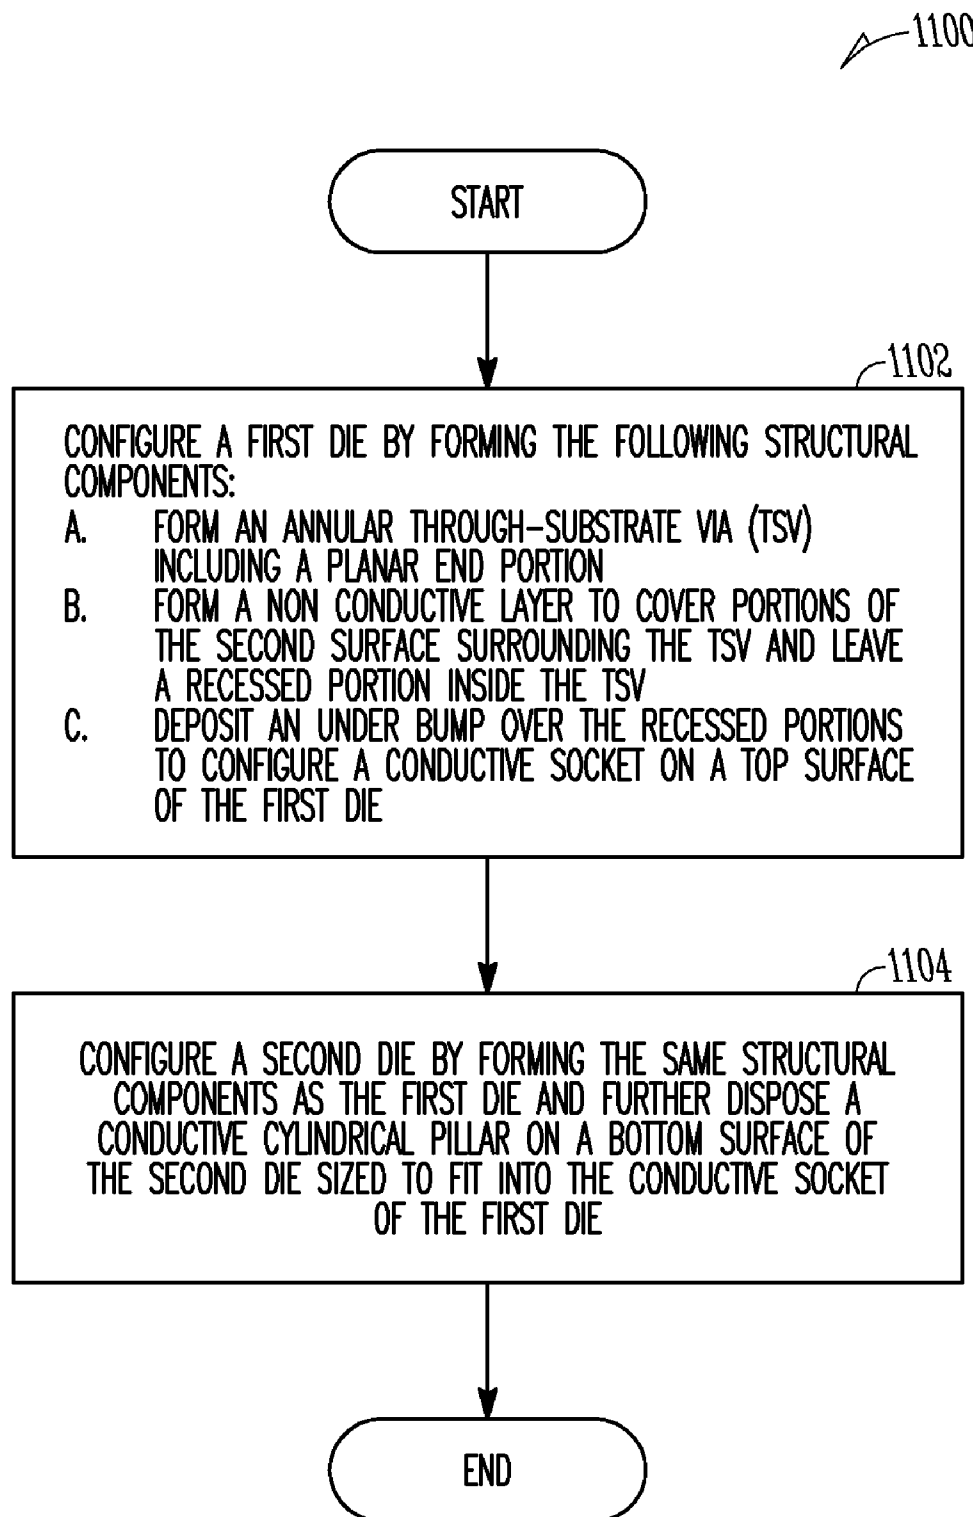 1100
START
1102
CONFIGURE A FIRST DIE BY FORMING THE FOLLOWING STRUCTURAL
COMPONENTS:
A. FORM AN ANNULAR THROUGH-SUBSTRATE VIA (TSV)
INCLUDING A PLANAR END PORTION
B. FORM A NON CONDUCTIVE LAYER TO COVER PORTIONS OF
THE SECOND SURFACE SURROUNDING THE TSV AND LEAVE
A RECESSED PORTION INSIDE THE TSV
C. DEPOSIT AN UNDER BUMP OVER THE RECESSED PORTIONS
TO CONFIGURE A CONDUCTIVE SOCKET ON A TOP SURFACE
OF THE FIRST DIE
1104
CONFIGURE A SECOND DIE BY FORMING THE SAME STRUCTURAL
COMPONENTS AS THE FIRST DIE AND FURTHER DISPOSE A
CONDUCTIVE CYLINDRICAL PILLAR ON A BOTTOM SURFACE OF
THE SECOND DIE SIZED TO FIT INTO THE CONDUCTIVE SOCKET
OF THE FIRST DIE
END